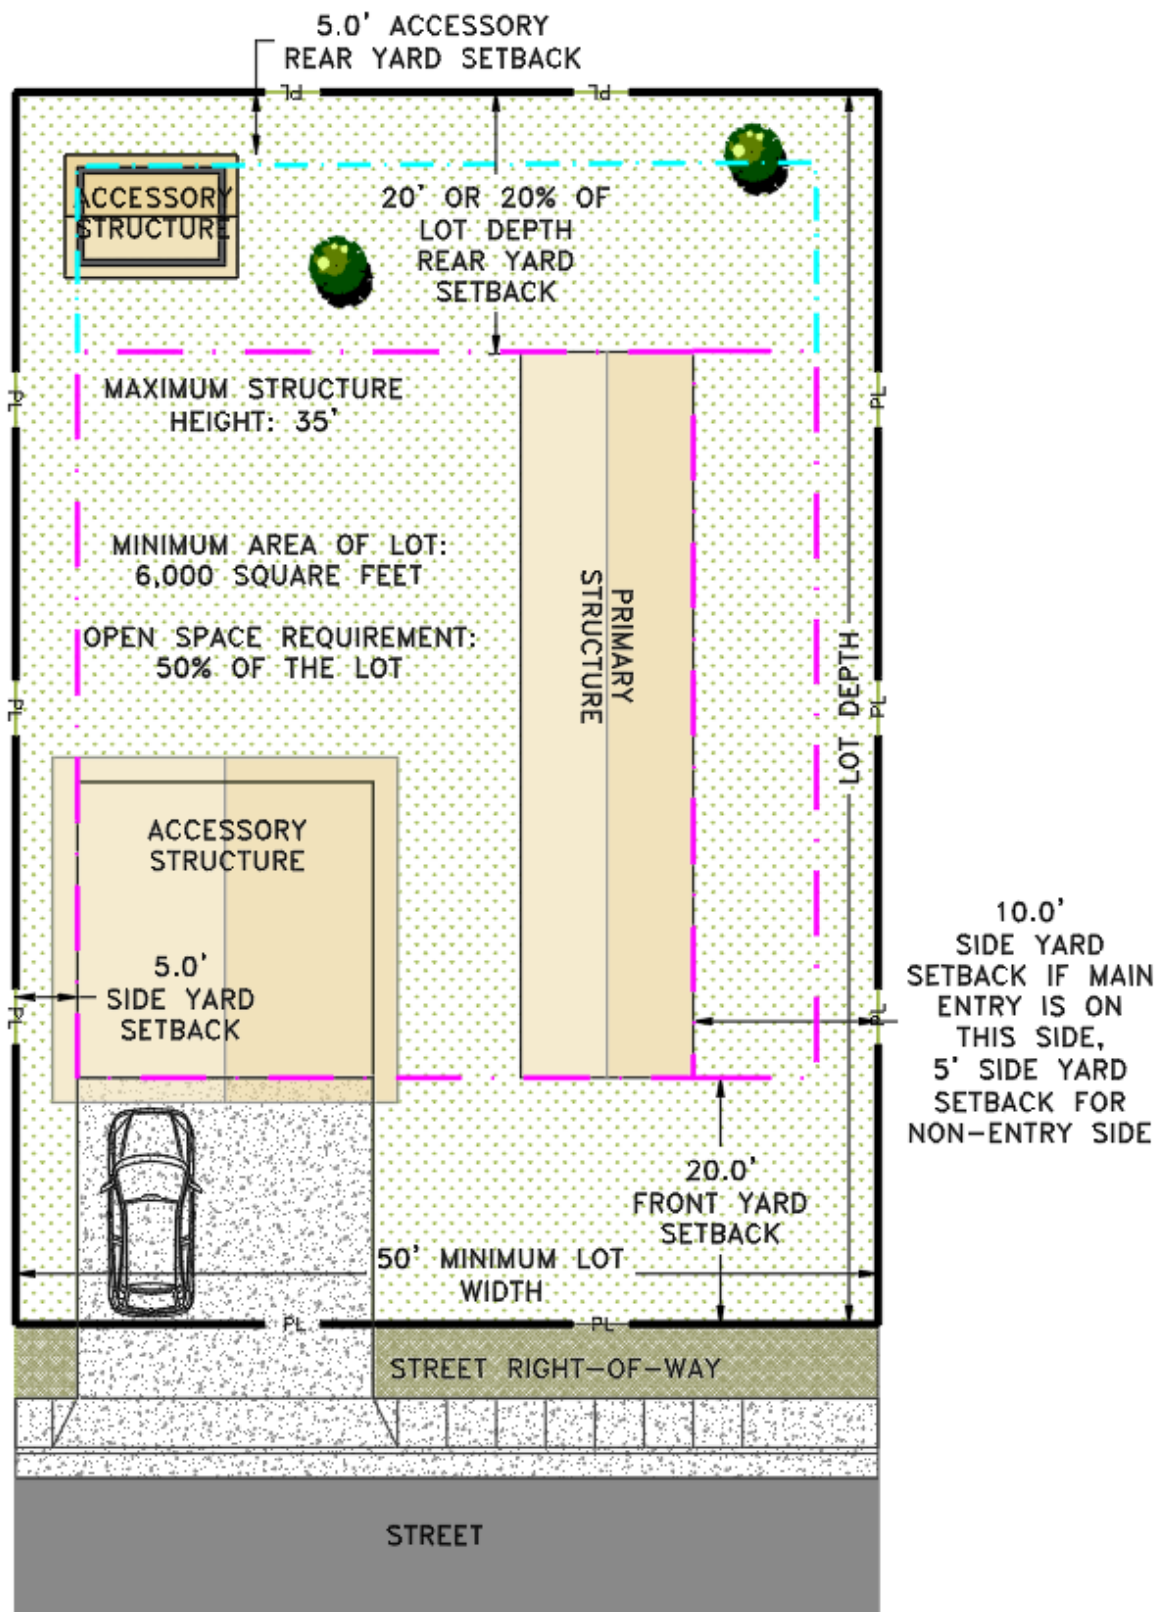 5.0' ACCESSORY
REAR YARD SETBACK
PL
PL
ACCESSORY
STRUCTURE
20' OR 20% OF
LOT DEPTH
REAR YARD
SETBACK
MAXIMUM STRUCTURE
HEIGHT: 35'
PL
PL
MINIMUM AREA OF LOT:
6,000 SQUARE FEET
OPEN SPACE REQUIREMENT:
50% OF THE LOT
PRIMARY
STRUCTURE
LOT DEPTH
PL
PL
ACCESSORY
STRUCTURE
5.0'
SIDE YARD
SETBACK
PL
PL
10.0'
SIDE YARD
SETBACK IF MAIN
ENTRY IS ON
THIS SIDE,
5' SIDE YARD
SETBACK FOR
NON-ENTRY SIDE
20.0'
FRONT YARD
SETBACK
50' MINIMUM LOT
WIDTH
PL
PL
STREET RIGHT-OF-WAY
STREET